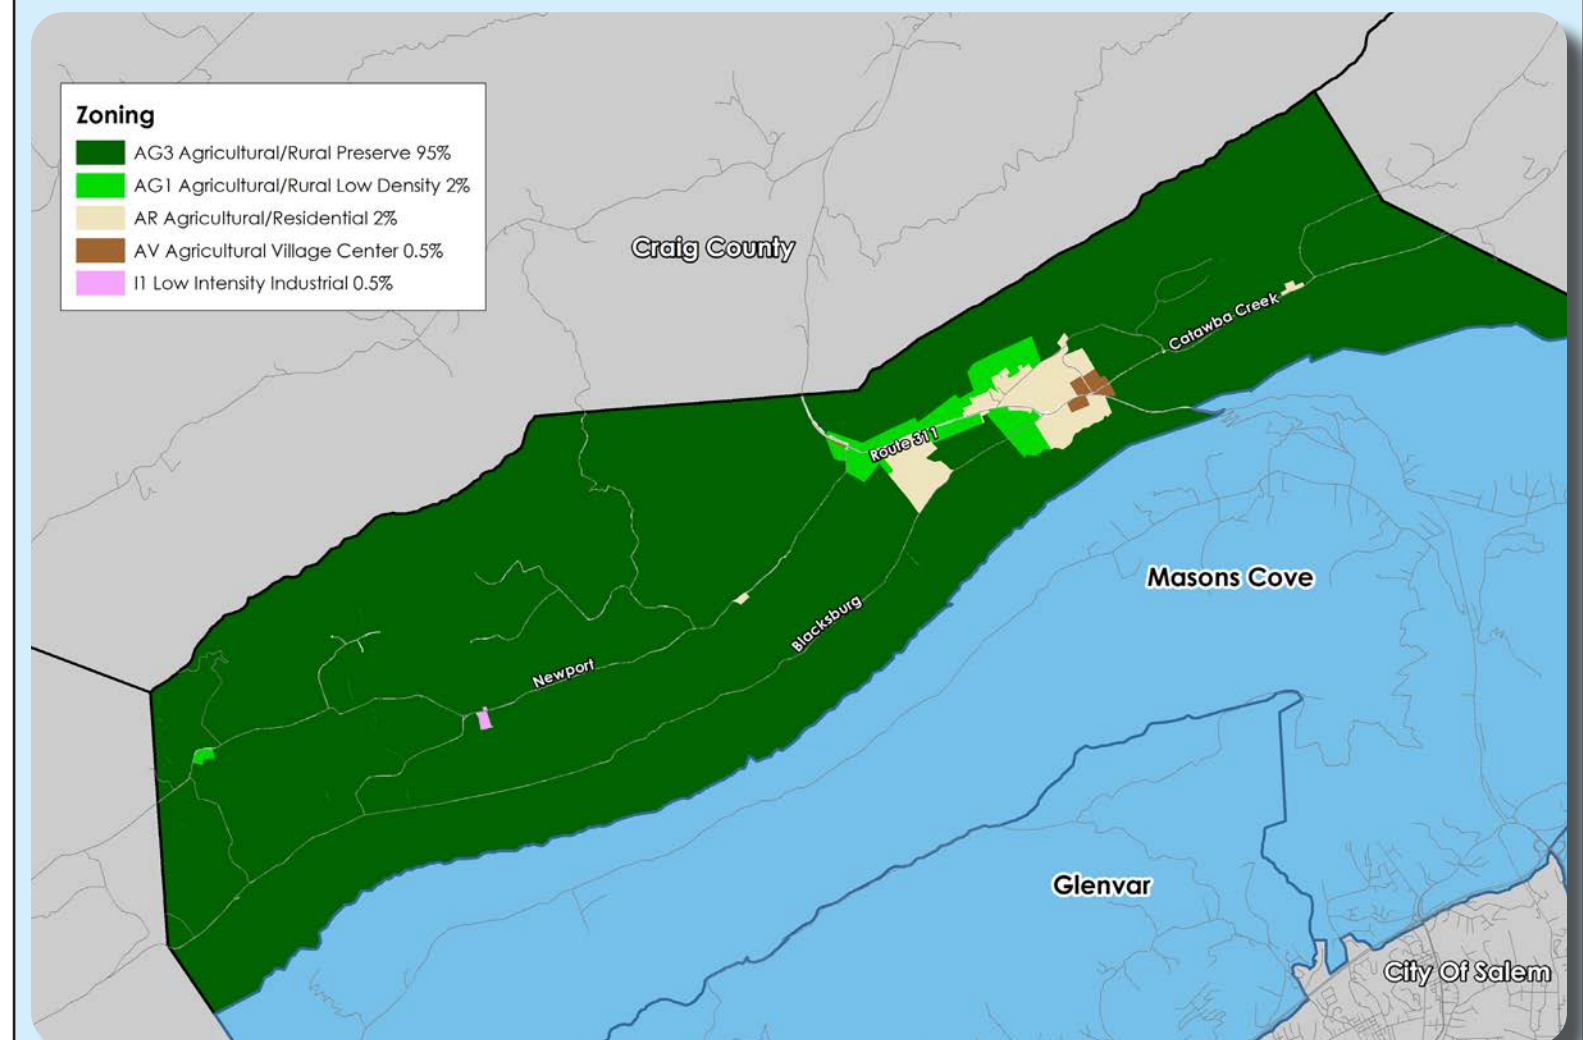 Zoning
AG3 Agricultural/Rural Preserve 95%
AG1 Agricultural/Rural Low Density 2%
AR Agricultural/Residential 2%
AV Agricultural Village Center 0.5%
I1 Low Intensity Industrial 0.5%
Craig County
Catawba Creek
Route 311
Masons Cove
Blacksburg
Newport
Glenvar
City Of Salem